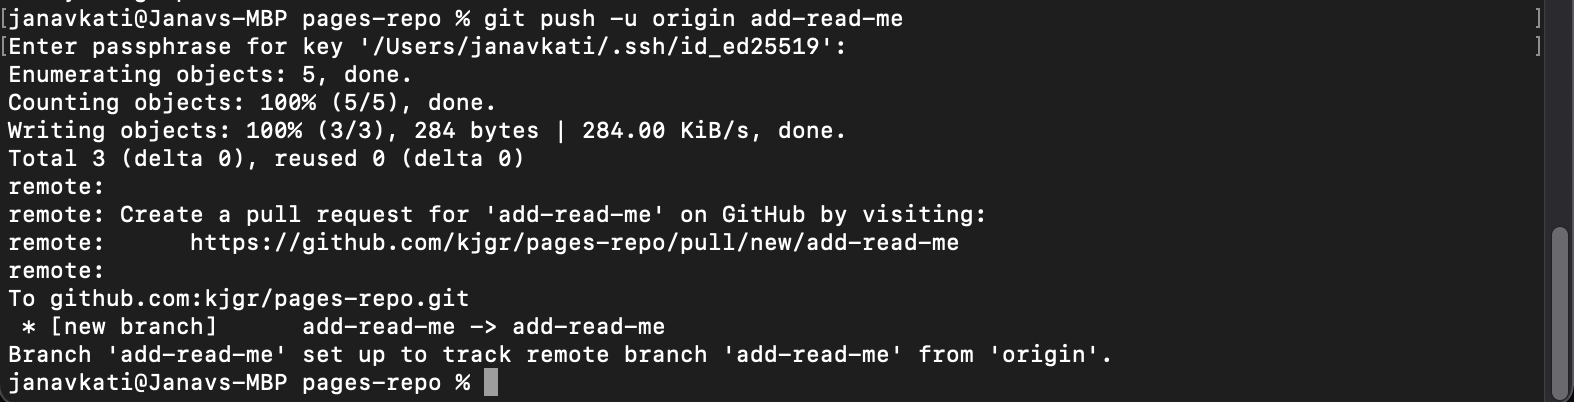 [janavkati@Janavs-MBP pages-repo % git push -u origin add-read-me ]
[Enter passphrase for key '/Users/janavkati/.ssh/id_ed25519': ]
Enumerating objects: 5, done.
Counting objects: 100% (5/5), done.
Writing objects: 100% (3/3), 284 bytes | 284.00 KiB/s, done.
Total 3 (delta 0), reused 0 (delta 0)
remote:
remote: Create a pull request for 'add-read-me' on GitHub by visiting:
remote:      https://github.com/kjgr/pages-repo/pull/new/add-read-me
remote:
To github.com:kjgr/pages-repo.git
 * [new branch]      add-read-me -> add-read-me
Branch 'add-read-me' set up to track remote branch 'add-read-me' from 'origin'.
janavkati@Janavs-MBP pages-repo %